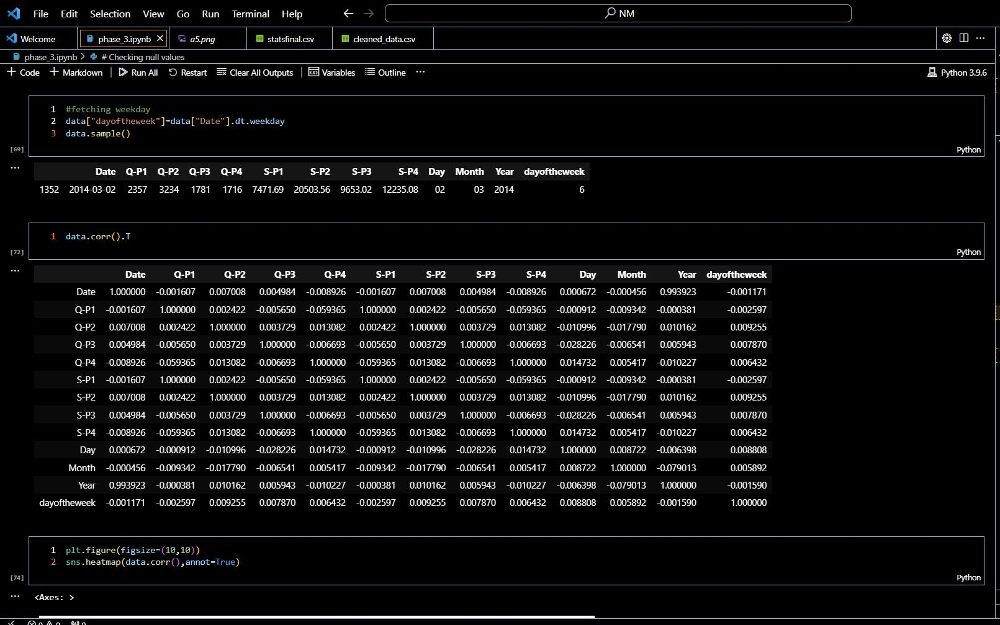 File Edit Selection View Go Run Terminal Help NM
Welcome phase_3.ipynb a5.png statsfinal.csv cleaned_data.csv
phase_3.ipynb > # Checking null values
+ Code + Markdown | Run All Restart Clear All Outputs | Variables Outline ... Python 3.9.6
1 #fetching weekday
2 data["dayoftheweek"]=data["Date"].dt.weekday
3 data.sample()
[69] Python
Date Q-P1 Q-P2 Q-P3 Q-P4 S-P1 S-P2 S-P3 S-P4 Day Month Year dayoftheweek
1352 2014-03-02 2357 3234 1781 1716 7471.69 20503.56 9653.02 12235.08 02 03 2014 6
1 data.corr().T
[72] Python
Date Q-P1 Q-P2 Q-P3 Q-P4 S-P1 S-P2 S-P3 S-P4 Day Month Year dayoftheweek
Date 1.000000 -0.001607 0.007008 0.004984 -0.008926 -0.001607 0.007008 0.004984 -0.008926 0.000672 -0.000456 0.993923 -0.001171
Q-P1 -0.001607 1.000000 0.002422 -0.005650 -0.059365 1.000000 0.002422 -0.005650 -0.059365 -0.000912 -0.009342 -0.000381 -0.002597
Q-P2 0.007008 0.002422 1.000000 0.003729 0.013082 0.002422 1.000000 0.003729 0.013082 -0.010996 -0.017790 0.010162 0.009255
Q-P3 0.004984 -0.005650 0.003729 1.000000 -0.006693 -0.005650 0.003729 1.000000 -0.006693 -0.028226 -0.006541 0.005943 0.007870
Q-P4 -0.008926 -0.059365 0.013082 -0.006693 1.000000 -0.059365 0.013082 -0.006693 1.000000 0.014732 0.005417 -0.010227 0.006432
S-P1 -0.001607 1.000000 0.002422 -0.005650 -0.059365 1.000000 0.002422 -0.005650 -0.059365 -0.000912 -0.009342 -0.000381 -0.002597
S-P2 0.007008 0.002422 1.000000 0.003729 0.013082 0.002422 1.000000 0.003729 0.013082 -0.010996 -0.017790 0.010162 0.009255
S-P3 0.004984 -0.005650 0.003729 1.000000 -0.006693 -0.005650 0.003729 1.000000 -0.006693 -0.028226 -0.006541 0.005943 0.007870
S-P4 -0.008926 -0.059365 0.013082 -0.006693 1.000000 -0.059365 0.013082 -0.006693 1.000000 0.014732 0.005417 -0.010227 0.006432
Day 0.000672 -0.000912 -0.010996 -0.028226 0.014732 -0.000912 -0.010996 -0.028226 0.014732 1.000000 0.008722 -0.006398 0.008808
Month -0.000456 -0.009342 -0.017790 -0.006541 0.005417 -0.009342 -0.017790 -0.006541 0.005417 0.008722 1.000000 -0.079013 0.005892
Year 0.993923 -0.000381 0.010162 0.005943 -0.010227 -0.000381 0.010162 0.005943 -0.010227 -0.006398 -0.079013 1.000000 -0.001590
dayoftheweek -0.001171 -0.002597 0.009255 0.007870 0.006432 -0.002597 0.009255 0.007870 0.006432 0.008808 0.005892 -0.001590 1.000000
1 plt.figure(figsize=(10,10))
2 sns.heatmap(data.corr(),annot=True)
[74] Python
<Axes: >